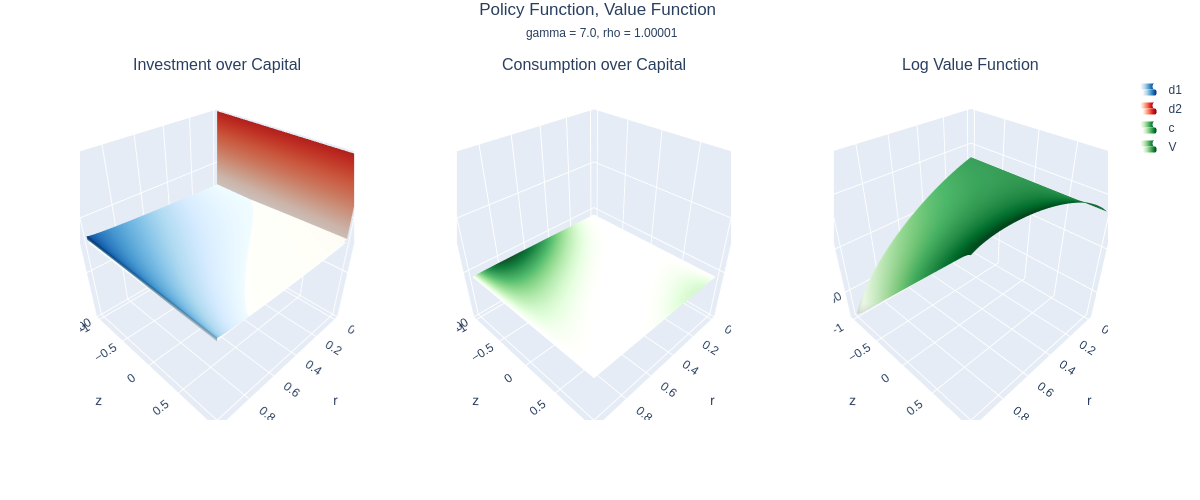 Policy Function, Value Function
gamma = 7.0, rho = 1.00001
Investment over Capital
Consumption over Capital
Log Value Function
d1
d2
c
V
−0.5
0
0.5
z
0
0.2
0.4
0.6
0.8
r
−0.5
0
0.5
z
0
0.2
0.4
0.6
0.8
r
−1
−0.5
0
0.5
z
0
0.2
0.4
0.6
0.8
r